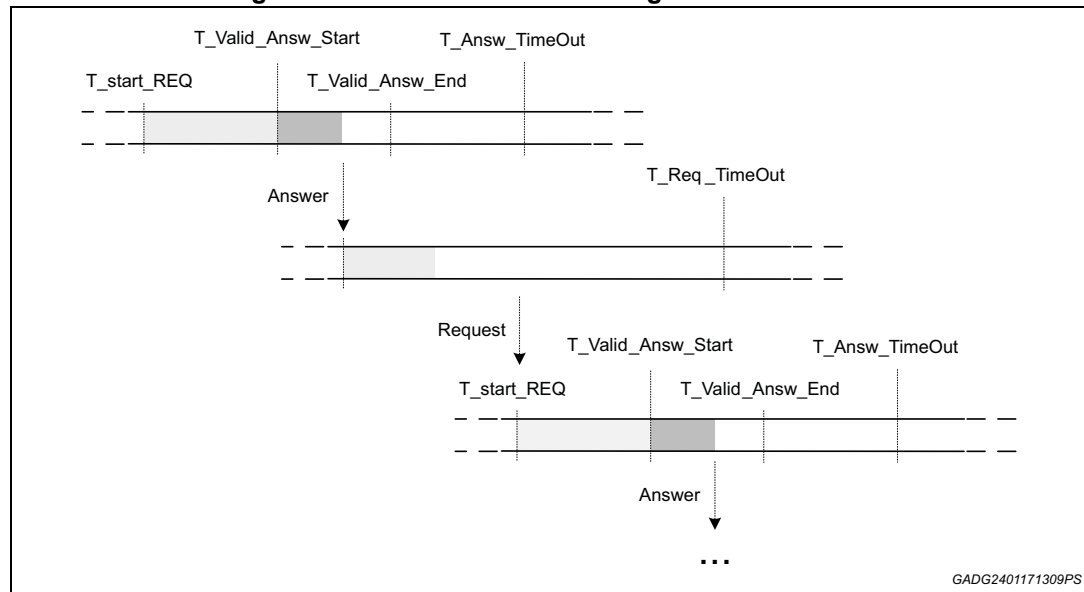 T_Valid_Answ_Start T_Answ_TimeOut
T_start_REQ T_Valid_Answ_End
Answer
T_Req_TimeOut
Request
T_Valid_Answ_Start T_Answ_TimeOut
T_start_REQ T_Valid_Answ_End
Answer
...
GADG2401171309PS